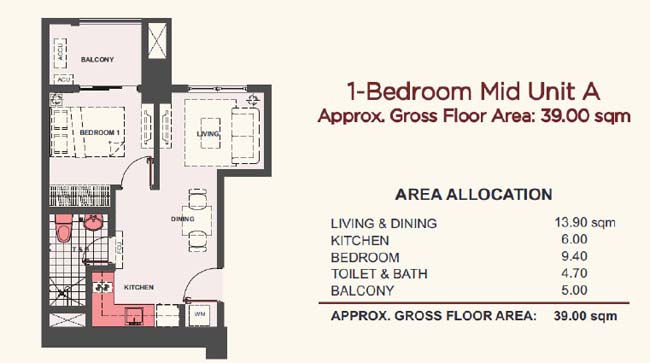 ACCU
BALCONY
ACU
BEDROOM 1
LIVING
DINING
T & B
KITCHEN
WM
1-Bedroom Mid Unit A
Approx. Gross Floor Area: 39.00 sqm
AREA ALLOCATION
LIVING & DINING 13.90 sqm
KITCHEN 6.00
BEDROOM 9.40
TOILET & BATH 4.70
BALCONY 5.00
APPROX. GROSS FLOOR AREA: 39.00 sqm